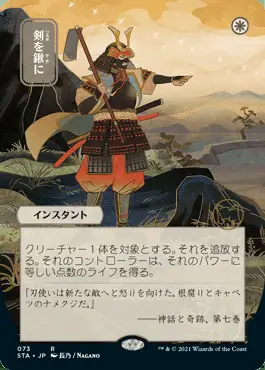 剣を鍬に
インスタント
クリーチャー１体を対象とする。それを追放す
る。それのコントローラーは、それのパワーに
等しい点数のライフを得る。
「刃使いは新たな敵へと怒りを向けた。根腐りとキャベ
ツのナメクジだ。」
――神話と奇跡、第七巻
073 R
STA • JP 長乃/Nagano
™ & © 2021 Wizards of the Coast